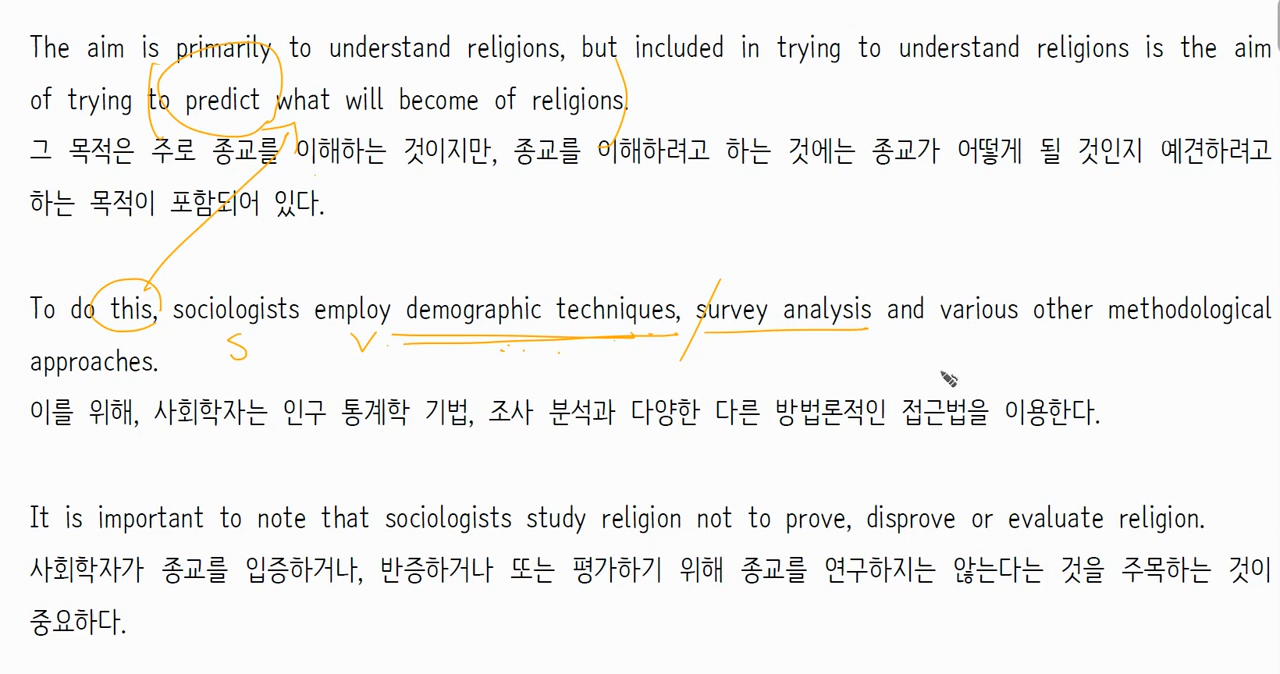 The aim is primarily to understand religions, but included in trying to understand religions is the aim
of trying to predict what will become of religions.
그 목적은 주로 종교를 이해하는 것이지만, 종교를 이해하려고 하는 것에는 종교가 어떻게 될 것인지 예견하려고
하는 목적이 포함되어 있다.
To do this, sociologists employ demographic techniques, survey analysis and various other methodological
S V
approaches.
이를 위해, 사회학자는 인구 통계학 기법, 조사 분석과 다양한 다른 방법론적인 접근법을 이용한다.
It is important to note that sociologists study religion not to prove, disprove or evaluate religion.
사회학자가 종교를 입증하거나, 반증하거나 또는 평가하기 위해 종교를 연구하지는 않는다는 것을 주목하는 것이
중요하다.